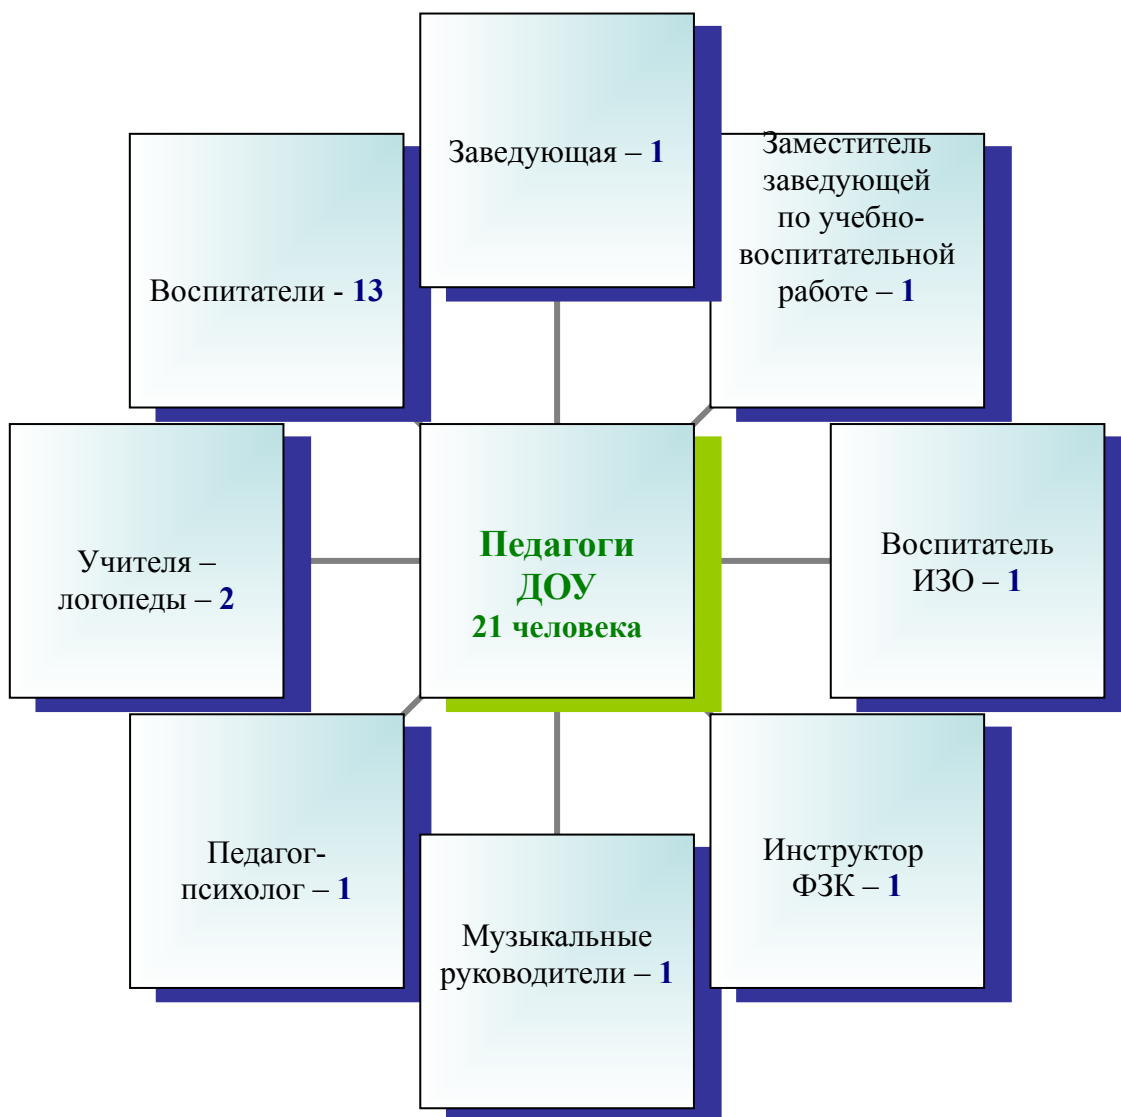 Заведующая – 1
Заместитель
заведующей
по учебно-
воспитательной
работе – 1
Воспитатели - 13
Учителя –
логопеды – 2
Педагоги
ДОУ
21 человека
Воспитатель
ИЗО – 1
Педагог-
психолог – 1
Инструктор
ФЗК – 1
Музыкальные
руководители – 1